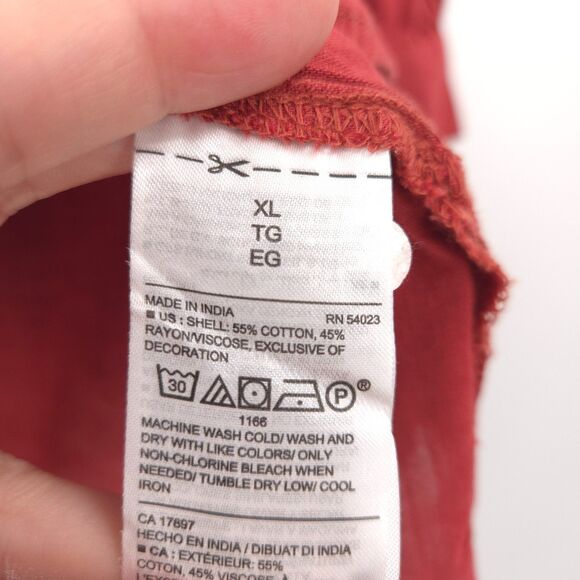 XL
TG
EG
MADE IN INDIA RN 54023
■ US : SHELL: 55% COTTON, 45%
RAYON/VISCOSE, EXCLUSIVE OF
DECORATION
30 P®
1166
MACHINE WASH COLD/ WASH AND
DRY WITH LIKE COLORS/ ONLY
NON-CHLORINE BLEACH WHEN
NEEDED/ TUMBLE DRY LOW/ COOL
IRON
CA 17897
HECHO EN INDIA / DIBUAT DI INDIA
■ CA : EXTÉRIEUR: 55%
COTON, 45% VISCOSE